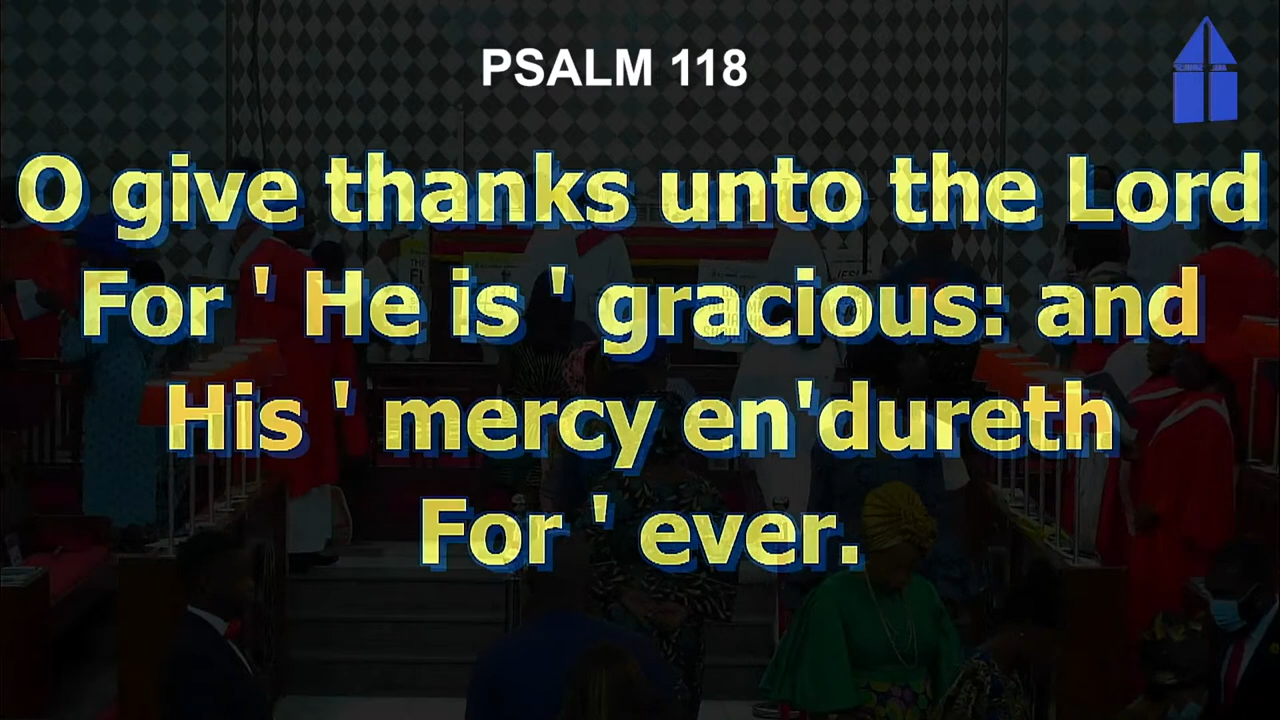 PSALM 118
O give thanks unto the Lord
For ' He is ' gracious: and
His ' mercy en'dureth
For ' ever.